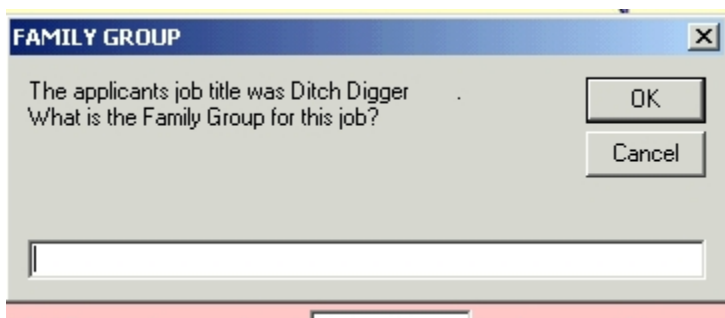 FAMILY GROUP
The applicants job title was Ditch Digger .
What is the Family Group for this job?
OK
Cancel